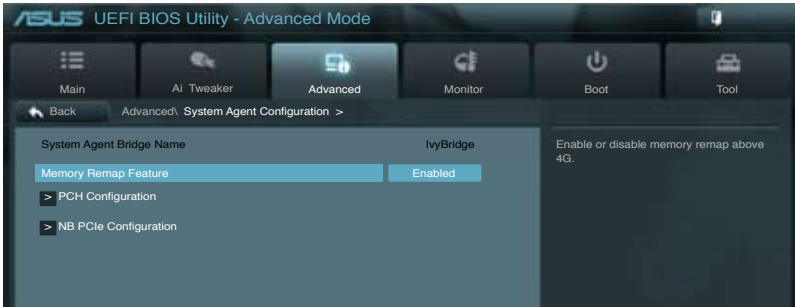 ASUS UEFI BIOS Utility - Advanced Mode
Main Ai Tweaker Advanced Monitor Boot Tool
Back Advanced\ System Agent Configuration >
System Agent Bridge Name IvyBridge
Enable or disable memory remap above
4G.
Memory Remap Feature Enabled
> PCH Configuration
> NB PCIe Configuration